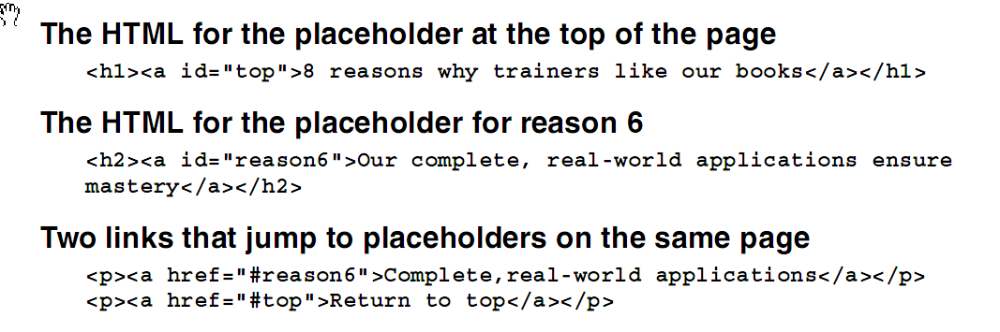 The HTML for the placeholder at the top of the page
<h1><a id="top">8 reasons why trainers like our books</a></h1>
The HTML for the placeholder for reason 6
<h2><a id="reason6">Our complete, real-world applications ensure
mastery</a></h2>
Two links that jump to placeholders on the same page
<p><a href="#reason6">Complete,real-world applications</a></p>
<p><a href="#top">Return to top</a></p>